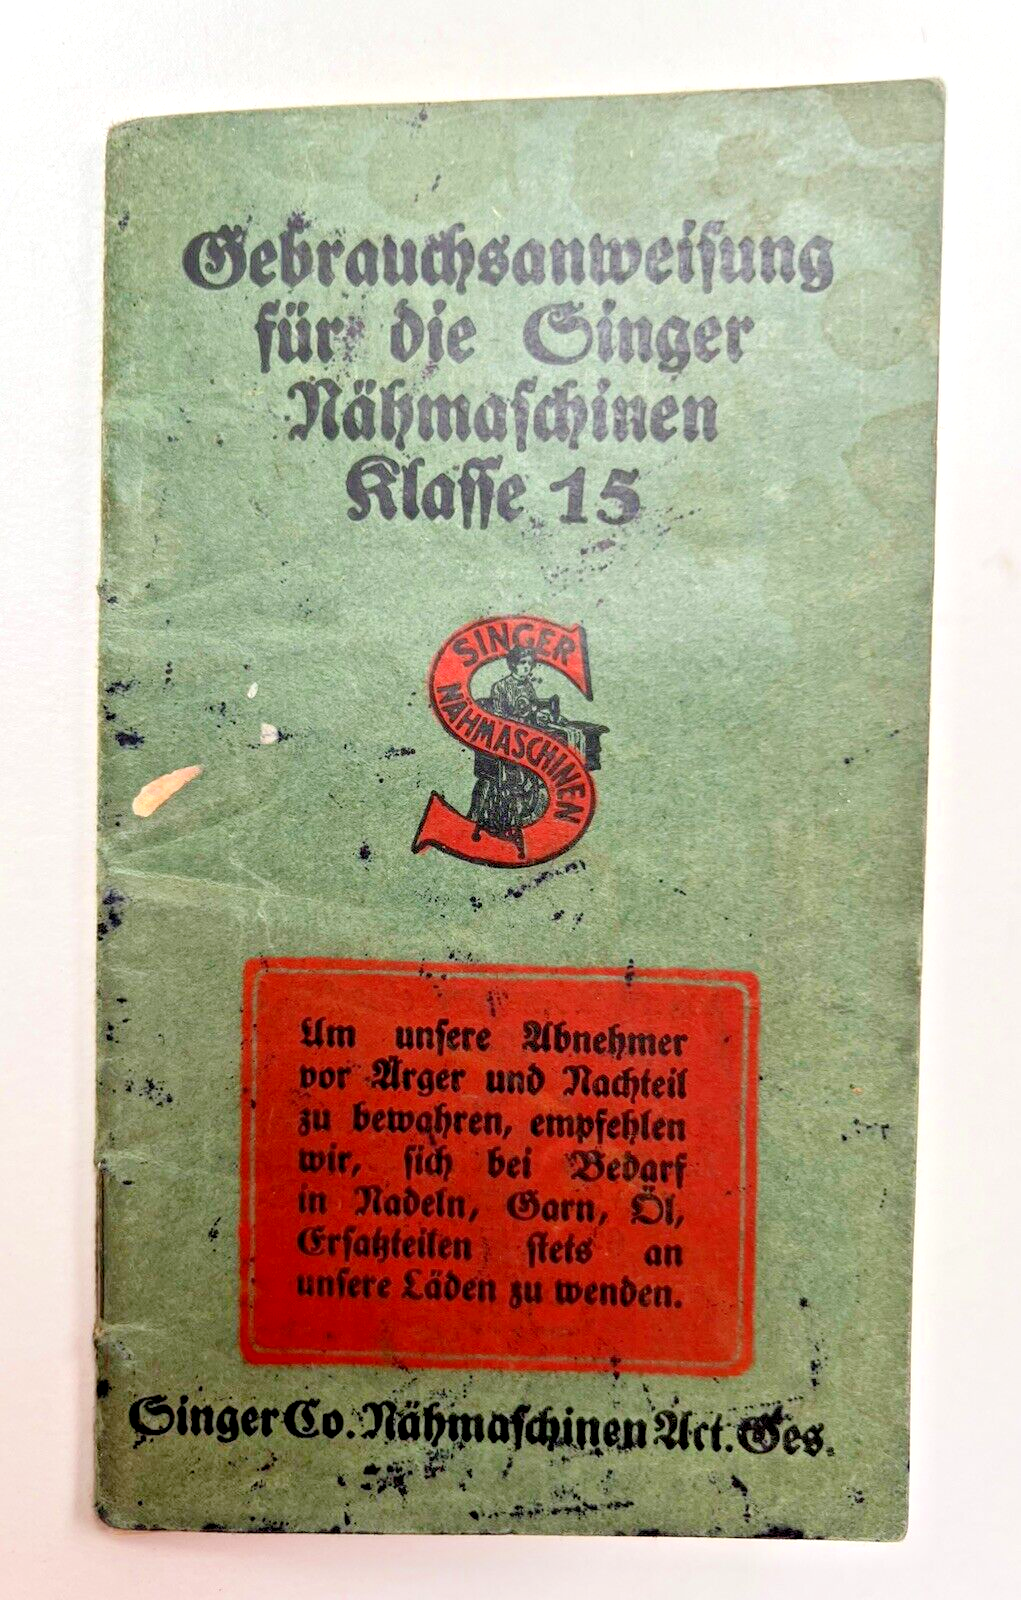 Gebrauchsanweisung
für die Singer
Nähmaschinen
Klasse 15
SINGER
NÄHMASCHINEN
Um unsere Abnehmer
vor Ärger und Nachteil
zu bewahren, empfehlen
wir, sich bei Bedarf
in Nadeln, Garn, Öl,
Ersatzteilen stets an
unsere Läden zu wenden.
Singer Co. Nähmaschinen Act. Ges.